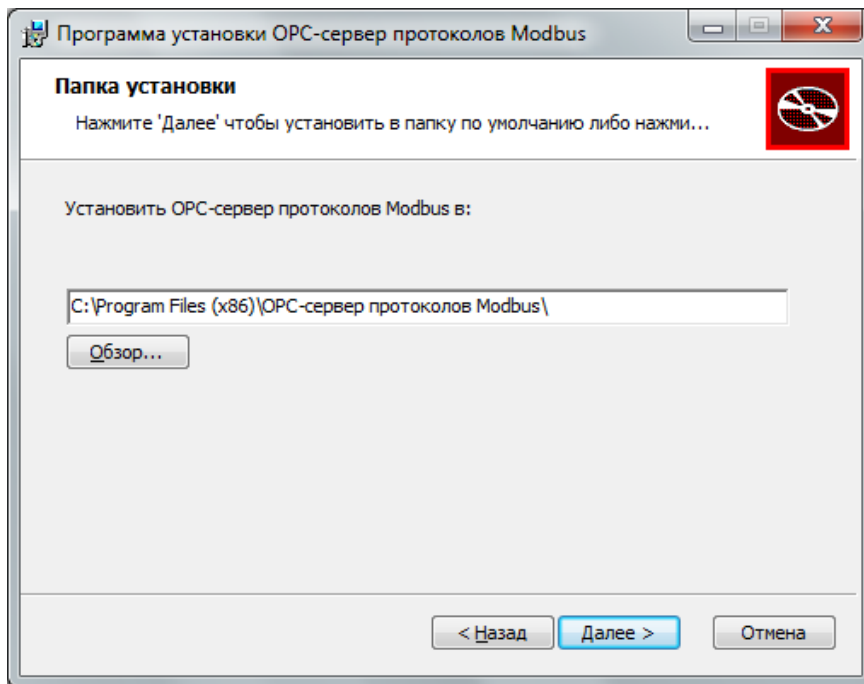 Программа установки OPC-сервер протоколов Modbus
Папка установки
Нажмите 'Далее' чтобы установить в папку по умолчанию либо нажми...
Установить OPC-сервер протоколов Modbus в:
C:\Program Files (x86)\OPC-сервер протоколов Modbus\
Обзор...
< Назад
Далее >
Отмена